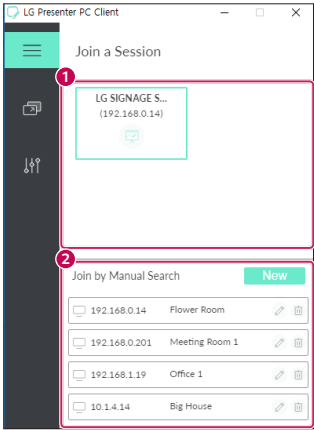 LG Presenter PC Client
Join a Session
1
LG SIGNAGE S...
(192.168.0.14)
2
Join by Manual Search New
192.168.0.14 Flower Room
192.168.0.201 Meeting Room 1
192.168.1.19 Office 1
10.1.4.14 Big House